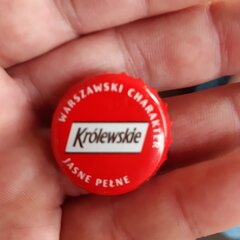 WARSZAWSKI CHARAKTER
Królewskie
JASNE PEŁNE